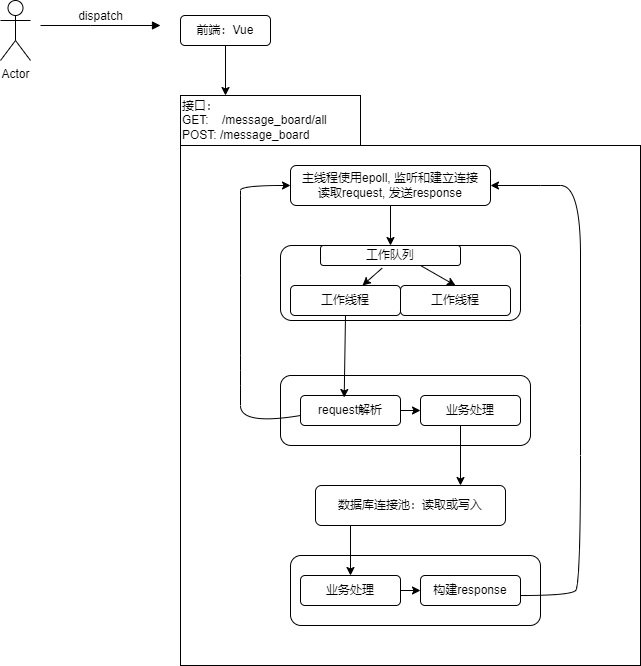 dispatch
前端：Vue
Actor
接口：
GET: /message_board/all
POST: /message_board
主线程使用epoll, 监听和建立连接
读取request, 发送response
工作队列
工作线程
工作线程
request解析
业务处理
数据库连接池：读取或写入
业务处理
构建response